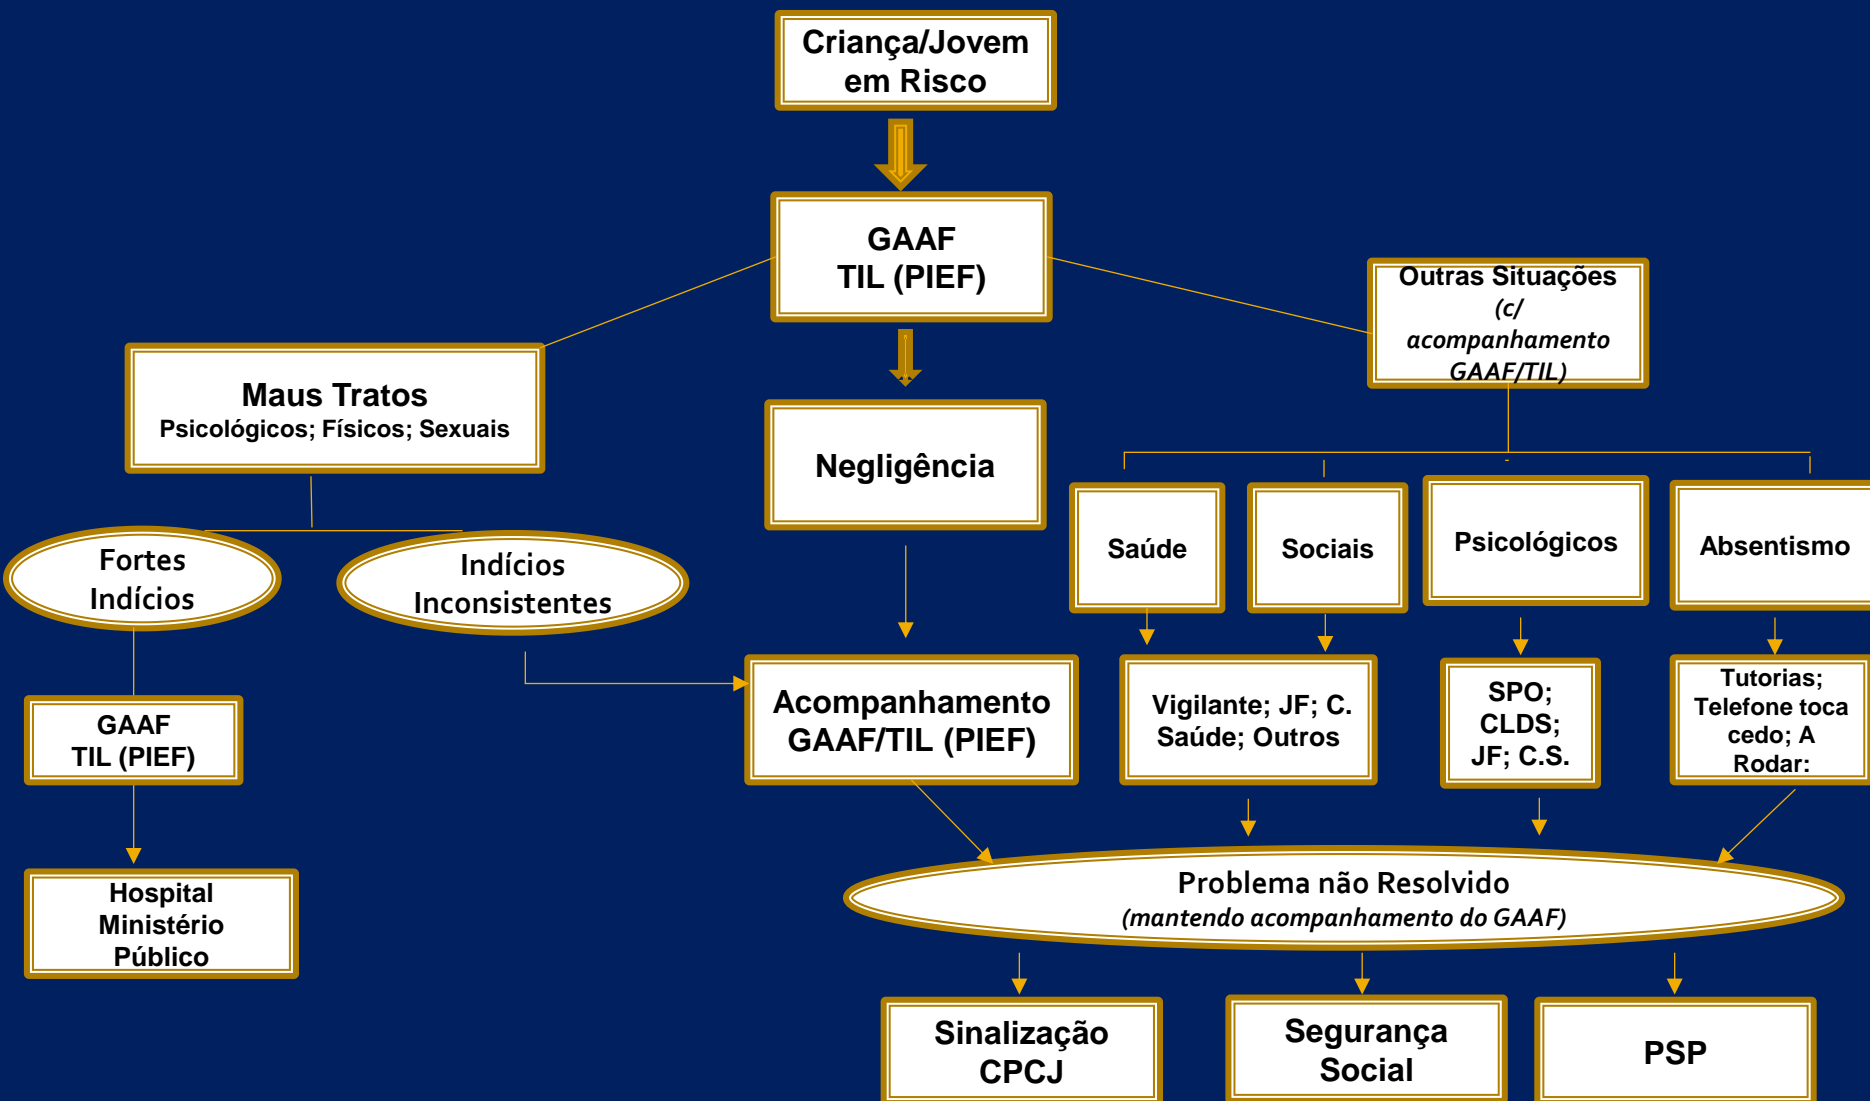 Criança/Jovem
em Risco
GAAF
TIL (PIEF)
Outras Situações
(c/
acompanhamento
GAAF/TIL)
Maus Tratos
Psicológicos; Físicos; Sexuais
Negligência
Fortes
Indícios
Indícios
Inconsistentes
Saúde
Sociais
Psicológicos
Absentismo
GAAF
TIL (PIEF)
Acompanhamento
GAAF/TIL (PIEF)
Vigilante; JF; C.
Saúde; Outros
SPO;
CLDS;
JF; C.S.
Tutorias;
Telefone toca
cedo; A
Rodar:
Hospital
Ministério
Público
Problema não Resolvido
(mantendo acompanhamento do GAAF)
Sinalização
CPCJ
Segurança
Social
PSP